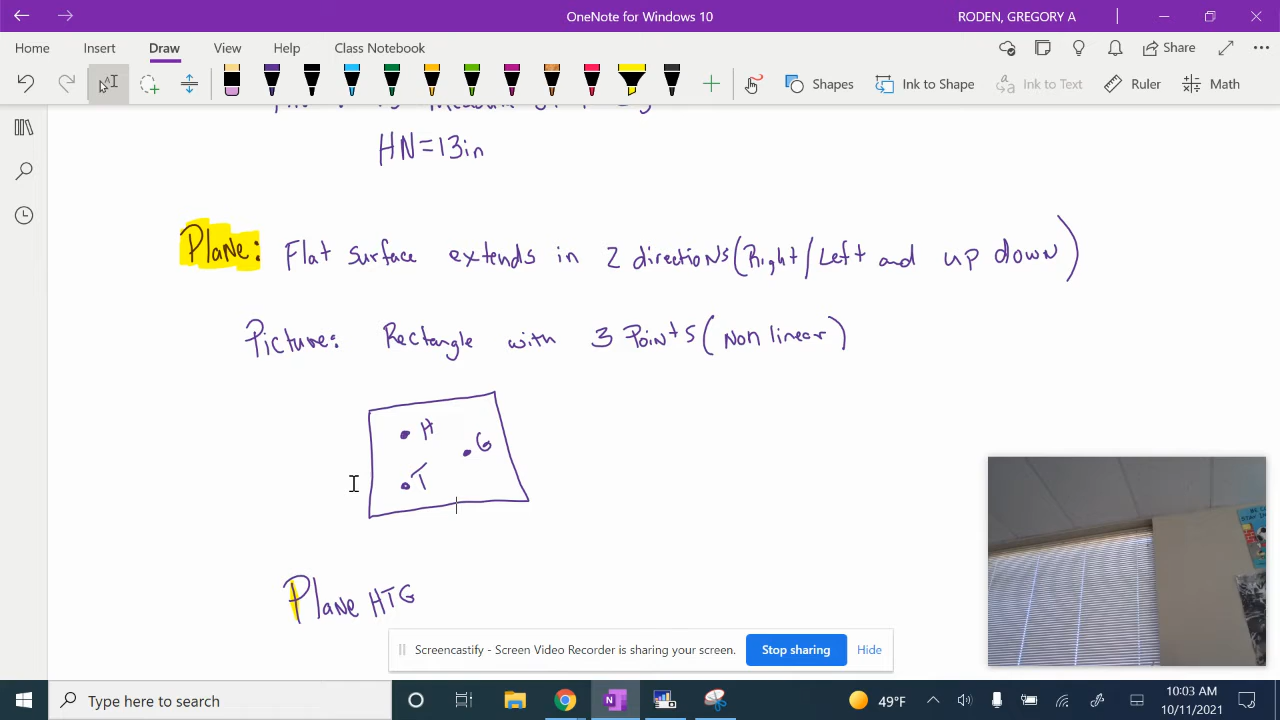 OneNote for Windows 10
RODEN, GREGORY A
Home Insert Draw View Help Class Notebook
Share
Shapes
Ink to Shape
Ink to Text
Ruler
Math
HN=13in
Plane: Flat surface extends in 2 directions(Right/Left and up down)
Picture: Rectangle with 3 Points(Non linear)
H
G
T
Plane HTG
Screencastify - Screen Video Recorder is sharing your screen.
Stop sharing
Hide
Type here to search
49°F
10:03 AM
10/11/2021